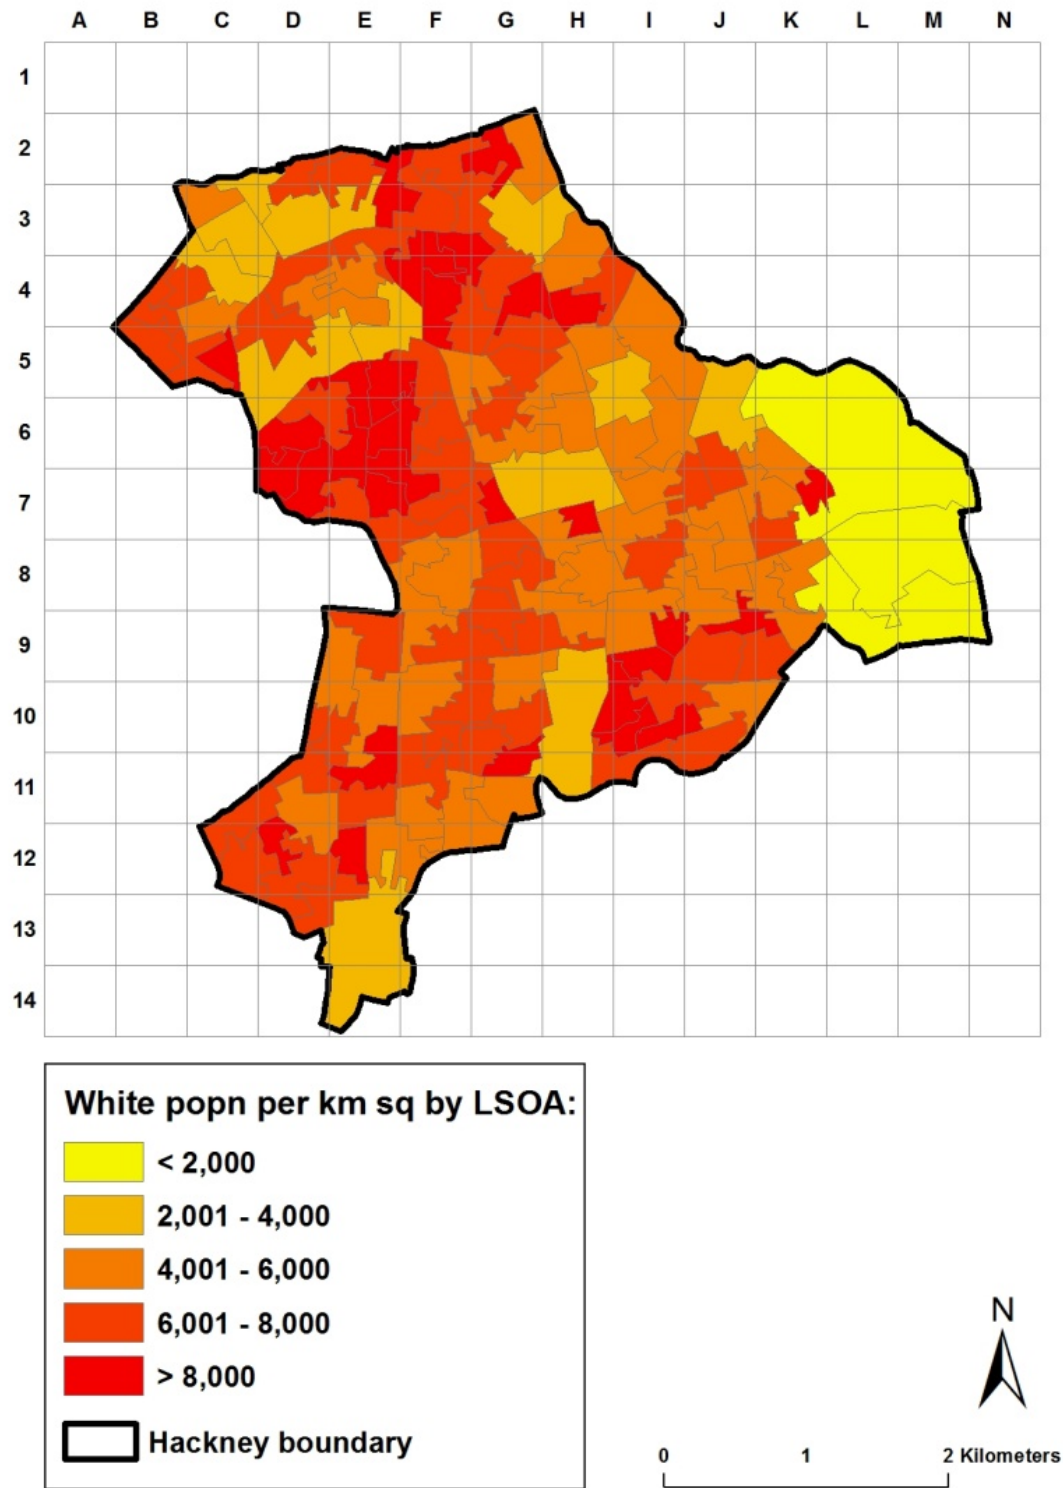 A B C D E F G H I J K L M N
1
2
3
4
5
6
7
8
9
10
11
12
13
14
White popn per km sq by LSOA:
< 2,000
2,001 - 4,000
4,001 - 6,000
6,001 - 8,000
> 8,000
Hackney boundary
N
0 1 2 Kilometers